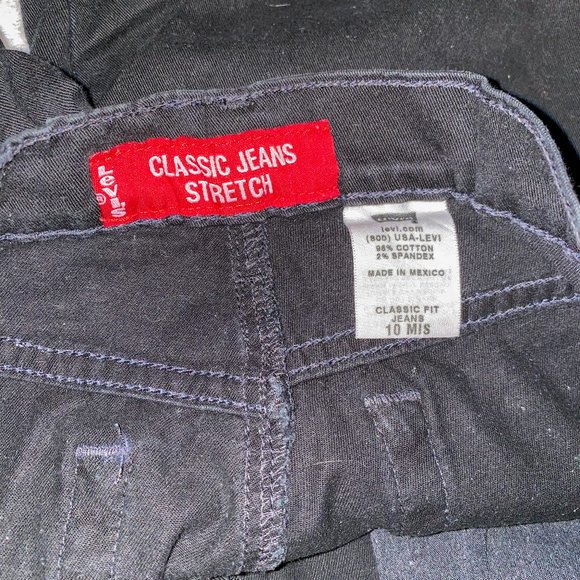 CLASSIC JEANS
STRETCH
LEVI'S®
levi.com
(800) USA-LEVI
98% COTTON
2% SPANDEX
MADE IN MEXICO
CLASSIC FIT
JEANS
10 MIS